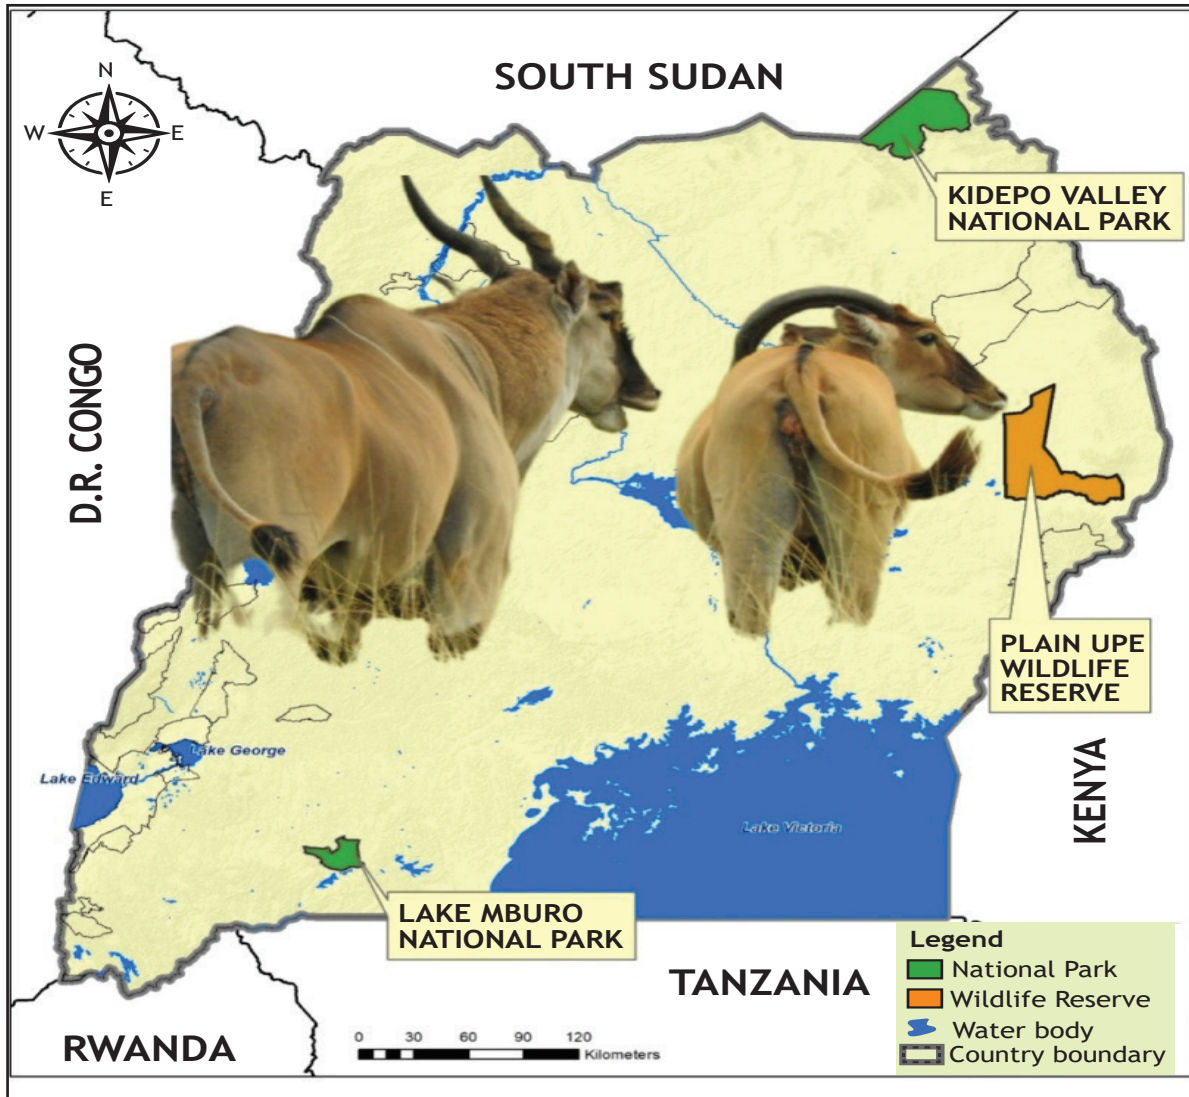 SOUTH SUDAN
N
W
E
E
KIDEPO VALLEY
NATIONAL PARK
D.R. CONGO
PLAIN UPE
WILDLIFE
RESERVE
Lake George
Lake Edward
KENYA
Lake Victoria
LAKE MBURO
NATIONAL PARK
TANZANIA
RWANDA
0 30 60 90 120
Kilometers
Legend
National Park
Wildlife Reserve
Water body
Country boundary